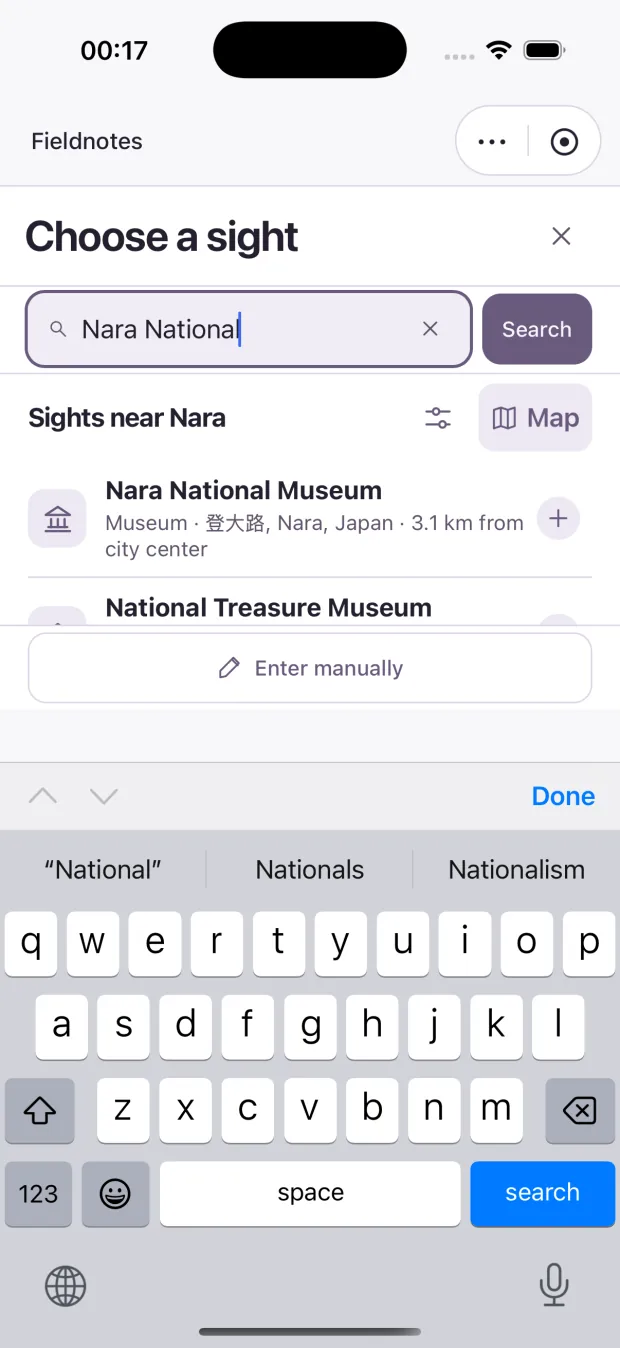 00:17
Fieldnotes
Choose a sight
Nara National
Search
Sights near Nara
Map
Nara National Museum
Museum · 登大路, Nara, Japan · 3.1 km from
city center
National Treasure Museum
Enter manually
Done
“National”
Nationals
Nationalism
q w e r t y u i o p
a s d f g h j k l
z x c v b n m
123
space
search